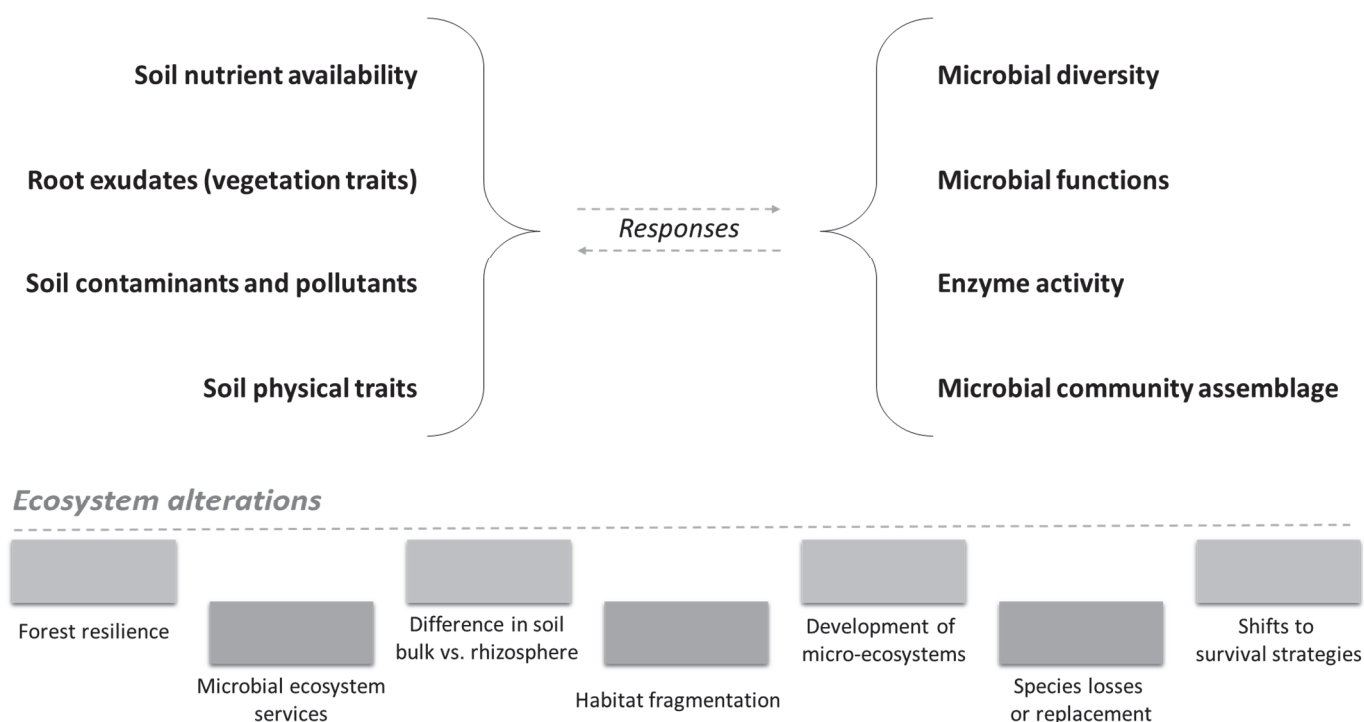 Soil nutrient availability
Root exudates (vegetation traits)
Soil contaminants and pollutants
Soil physical traits
Responses
Microbial diversity
Microbial functions
Enzyme activity
Microbial community assemblage
Ecosystem alterations
Forest resilience
Microbial ecosystem
services
Difference in soil
bulk vs. rhizosphere
Habitat fragmentation
Development of
micro-ecosystems
Species losses
or replacement
Shifts to
survival strategies